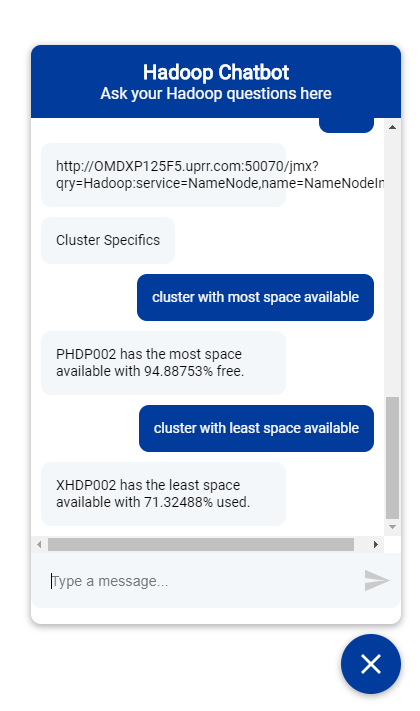 Hadoop Chatbot
Ask your Hadoop questions here
http://OMDXP125F5.uprr.com:50070/jmx?
qry=Hadoop:service=NameNode,name=NameNodeIn
Cluster Specifics
cluster with most space available
PHDP002 has the most space
available with 94.88753% free.
cluster with least space available
XHDP002 has the least space
available with 71.32488% used.
Type a message...